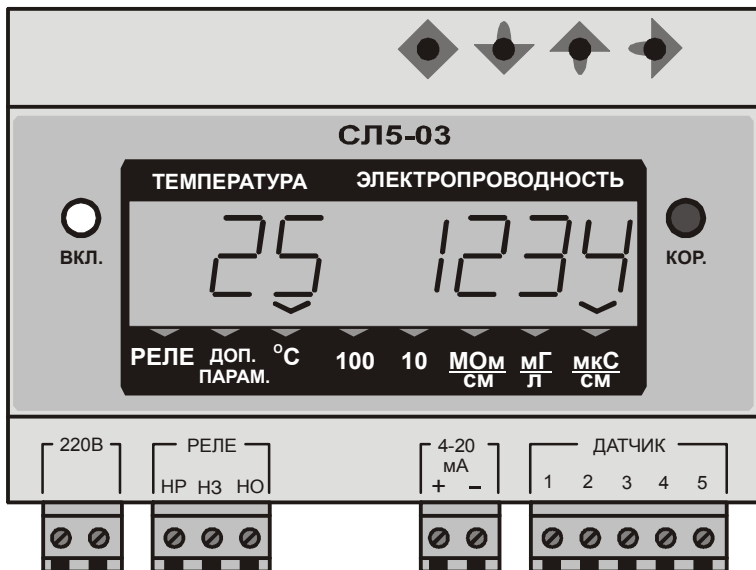 СЛ5-03
ТЕМПЕРАТУРА ЭЛЕКТРОПРОВОДНОСТЬ
25 1234
ВКЛ. КОР.
РЕЛЕ ДОП. ПАРАМ. °С 100 10 МОм/см мГ/л мкС/см
220В РЕЛЕ 4-20 мА ДАТЧИК
НР НЗ НО + − 1 2 3 4 5